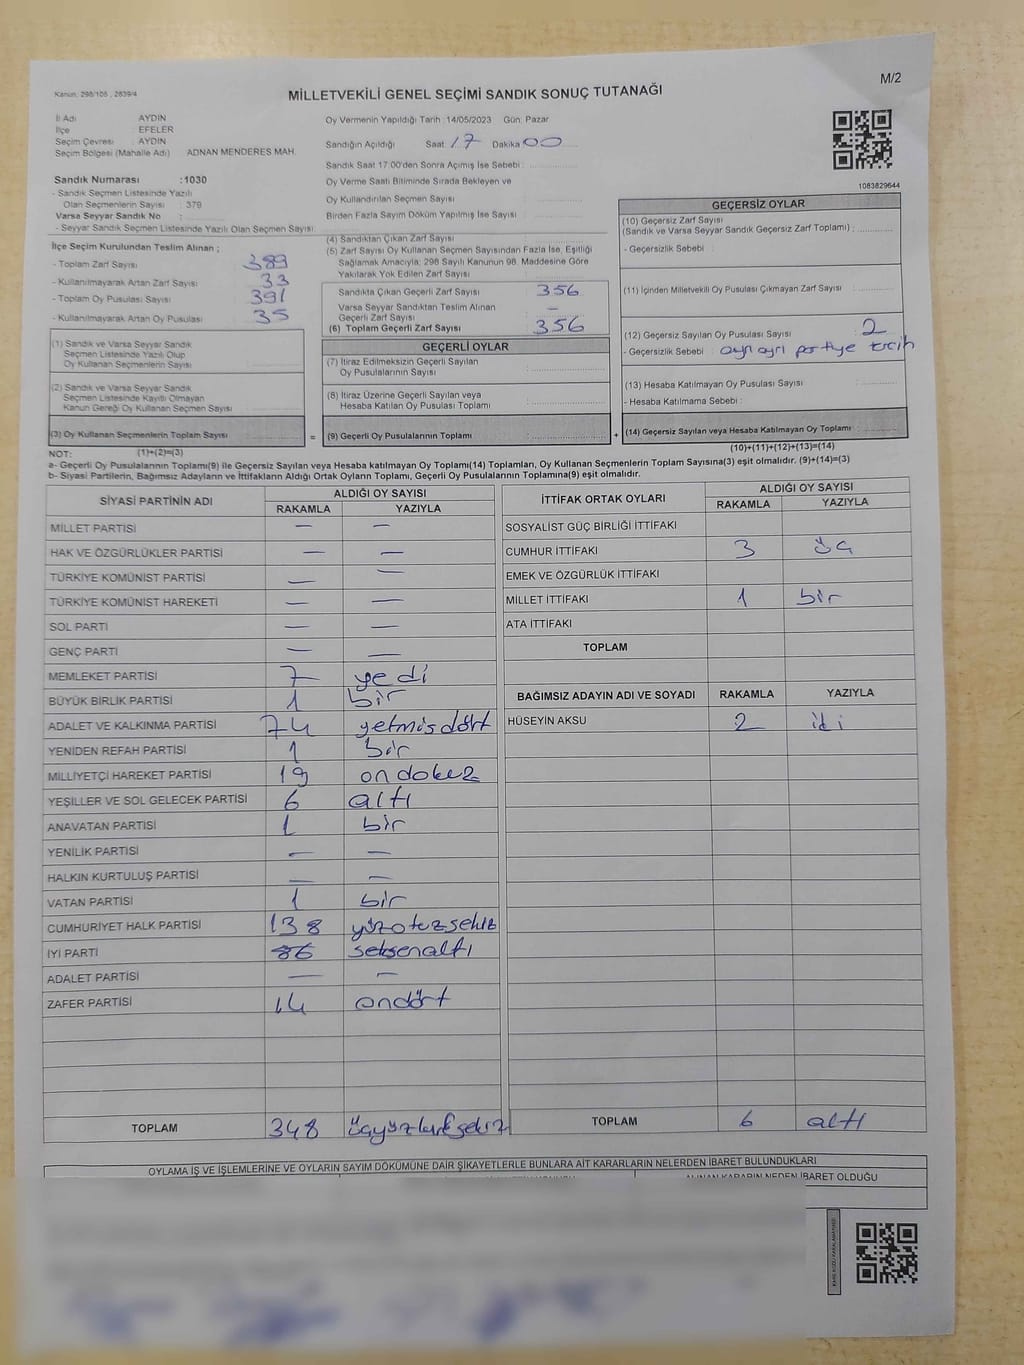 Kanun: 298/105 , 2839/4
M/2
MİLLETVEKİLİ GENEL SEÇİMİ SANDIK SONUÇ TUTANAĞI
İl Adı AYDIN
İlçe EFELER
Seçim Çevresi : AYDIN
Seçim Bölgesi (Mahalle Adı) ADNAN MENDERES MAH.
Sandık Numarası :1030
- Sandık Seçmen Listesinde Yazılı
Olan Seçmenlerin Sayısı : 379
Varsa Seyyar Sandık No :
- Seyyar Sandık Seçmen Listesinde Yazılı Olan Seçmen Sayısı:
Oy Vermenin Yapıldığı Tarih :14/05/2023 Gün: Pazar
Sandığın Açıldığı Saat 17 Dakika 00
Sandık Saat 17:00'den Sonra Açımış İse Sebebi :
Oy Verme Saati Bitiminde Sırada Bekleyen ve
Oy Kullandırılan Seçmen Sayısı
Birden Fazla Sayım Döküm Yapılmış İse Sayısı :
1083829644
İlçe Seçim Kurulundan Teslim Alınan ;
- Toplam Zarf Sayısı 389
- Kullanılmayarak Artan Zarf Sayısı : 33
- Toplam Oy Pusulası Sayısı : 391
- Kullanılmayarak Artan Oy Pusulası : 35
(4) Sandıktan Çıkan Zarf Sayısı
(5) Zarf Sayısı Oy Kullanan Seçmen Sayısından Fazla İse, Eşitliği
Sağlamak Amacıyla; 298 Sayılı Kanunun 98. Maddesine Göre
Yakılarak Yok Edilen Zarf Sayısı
Sandıkta Çıkan Geçerli Zarf Sayısı : 356
Varsa Seyyar Sandıktan Teslim Alınan
Geçerli Zarf Sayısı : —
(6) Toplam Geçerli Zarf Sayısı : 356
GEÇERSİZ OYLAR
(10) Geçersiz Zarf Sayısı
(Sandık ve Varsa Seyyar Sandık Geçersiz Zarf Toplamı) :
- Geçersizlik Sebebi :
(11) İçinden Milletvekili Oy Pusulası Çıkmayan Zarf Sayısı
(12) Geçersiz Sayılan Oy Pusulası Sayısı : 2
- Geçersizlik Sebebi : ayrı ayrı partiye tercih
(13) Hesaba Katılmayan Oy Pusulası Sayısı
- Hesaba Katılmama Sebebi :
(14) Geçersiz Sayılan veya Hesaba Katılmayan Oy Toplamı
(10)+(11)+(12)+(13)=(14)
(1) Sandık ve Varsa Seyyar Sandık
Seçmen Listesinde Yazılı Olup
Oy Kullanan Seçmenlerin Sayısı
(2) Sandık ve Varsa Seyyar Sandık
Seçmen Listesinde Kayıtlı Olmayan
Kanun Gereği Oy Kullanan Seçmen Sayısı
(3) Oy Kullanan Seçmenlerin Toplam Sayısı
(1)+(2)=(3)
GEÇERLİ OYLAR
(7) İtiraz Edilmeksizin Geçerli Sayılan
Oy Pusulalarının Sayısı
(8) İtiraz Üzerine Geçerli Sayılan veya
Hesaba Katılan Oy Pusulası Toplamı
= (9) Geçerli Oy Pusulalarının Toplamı +
NOT:
a- Geçerli Oy Pusulalarının Toplamı(9) ile Geçersiz Sayılan veya Hesaba katılmayan Oy Toplamı(14) Toplamları, Oy Kullanan Seçmenlerin Toplam Sayısına(3) eşit olmalıdır. (9)+(14)=(3)
b- Siyasi Partilerin, Bağımsız Adayların ve İttifakların Aldığı Ortak Oyların Toplamı, Geçerli Oy Pusulalarının Toplamına(9) eşit olmalıdır.
SİYASİ PARTİNİN ADI ALDIĞI OY SAYISI
RAKAMLA YAZIYLA
MİLLET PARTİSİ — —
HAK VE ÖZGÜRLÜKLER PARTİSİ — —
TÜRKİYE KOMÜNİST PARTİSİ — —
TÜRKİYE KOMÜNİST HAREKETİ — —
SOL PARTİ — —
GENÇ PARTİ — —
MEMLEKET PARTİSİ 7 yedi
BÜYÜK BİRLİK PARTİSİ 1 bir
ADALET VE KALKINMA PARTİSİ 74 yetmisdört
YENİDEN REFAH PARTİSİ 1 bir
MİLLİYETÇİ HAREKET PARTİSİ 19 ondokuz
YEŞİLLER VE SOL GELECEK PARTİSİ 6 altı
ANAVATAN PARTİSİ 1 bir
YENİLİK PARTİSİ — —
HALKIN KURTULUŞ PARTİSİ — —
VATAN PARTİSİ 1 bir
CUMHURİYET HALK PARTİSİ 138 yüzotuzsekiz
İYİ PARTİ 86 seksenaltı
ADALET PARTİSİ — —
ZAFER PARTİSİ 14 ondört
TOPLAM 348 üçyüzkırksekiz
İTTİFAK ORTAK OYLARI ALDIĞI OY SAYISI
RAKAMLA YAZIYLA
SOSYALİST GÜÇ BİRLİĞİ İTTİFAKI
CUMHUR İTTİFAKI 3 üç
EMEK VE ÖZGÜRLÜK İTTİFAKI
MİLLET İTTİFAKI 1 bir
ATA İTTİFAKI
TOPLAM
BAĞIMSIZ ADAYIN ADI VE SOYADI RAKAMLA YAZIYLA
HÜSEYİN AKSU 2 iki
TOPLAM 6 altı
OYLAMA İŞ VE İŞLEMLERİNE VE OYLARIN SAYIM DÖKÜMÜNE DAİR ŞİKAYETLERLE BUNLARA AİT KARARLARIN NELERDEN İBARET BULUNDUKLARI
ALINAN KARARIN NEDEN İBARET OLDUĞU